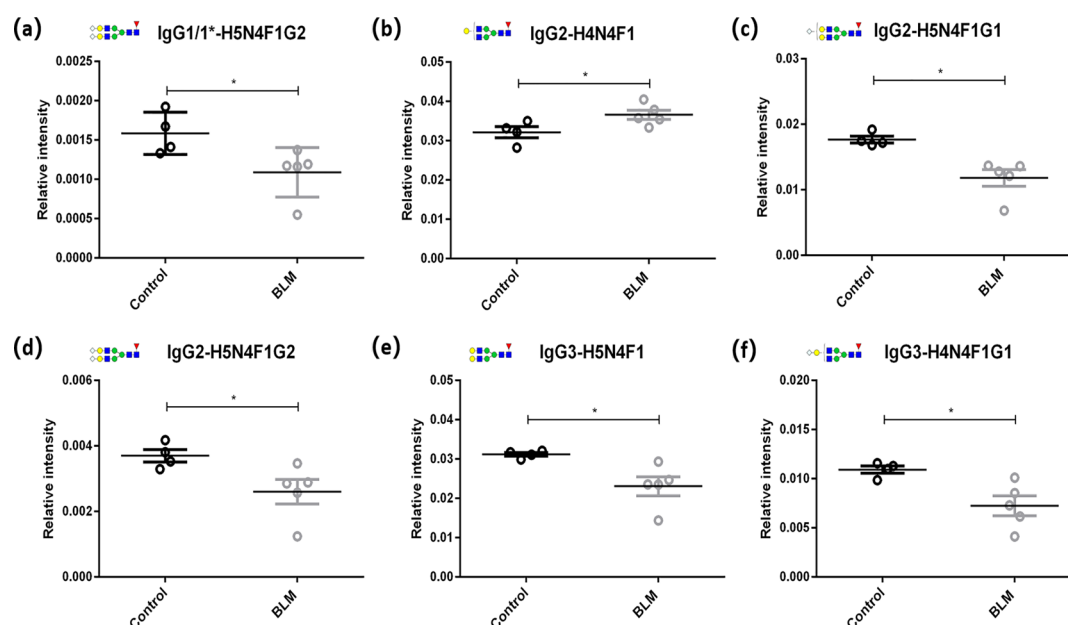 (a) IgG1/1*-H5N4F1G2
*
Relative intensity
0.0025
0.0020
0.0015
0.0010
0.0005
0.0000
Control
BLM
(b) IgG2-H4N4F1
*
Relative intensity
0.05
0.04
0.03
0.02
0.01
0.00
Control
BLM
(c) IgG2-H5N4F1G1
*
Relative intensity
0.03
0.02
0.01
0.00
Control
BLM
(d) IgG2-H5N4F1G2
*
Relative intensity
0.006
0.004
0.002
0.000
Control
BLM
(e) IgG3-H5N4F1
*
Relative intensity
0.05
0.04
0.03
0.02
0.01
0.00
Control
BLM
(f) IgG3-H4N4F1G1
*
Relative intensity
0.020
0.015
0.010
0.005
0.000
Control
BLM